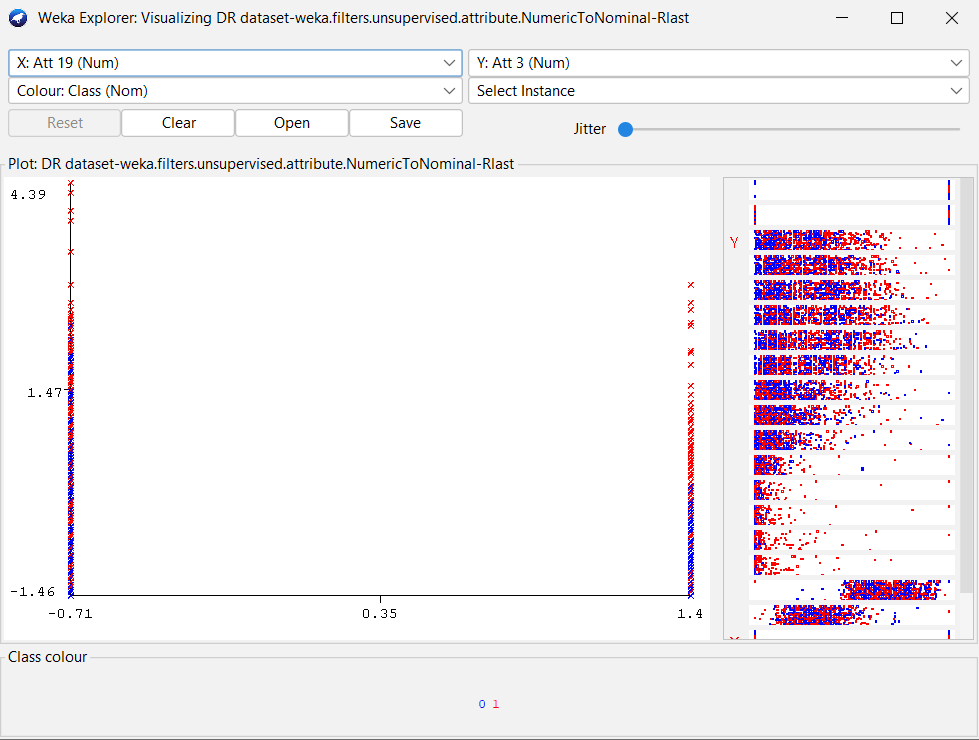 Weka Explorer: Visualizing DR dataset-weka.filters.unsupervised.attribute.NumericToNominal-Rlast
X: Att 19 (Num) Y: Att 3 (Num)
Colour: Class (Nom) Select Instance
Reset Clear Open Save Jitter
Plot: DR dataset-weka.filters.unsupervised.attribute.NumericToNominal-Rlast
4.39
Y
1.47
-1.46
-0.71 0.35 1.4
Class colour
0 1